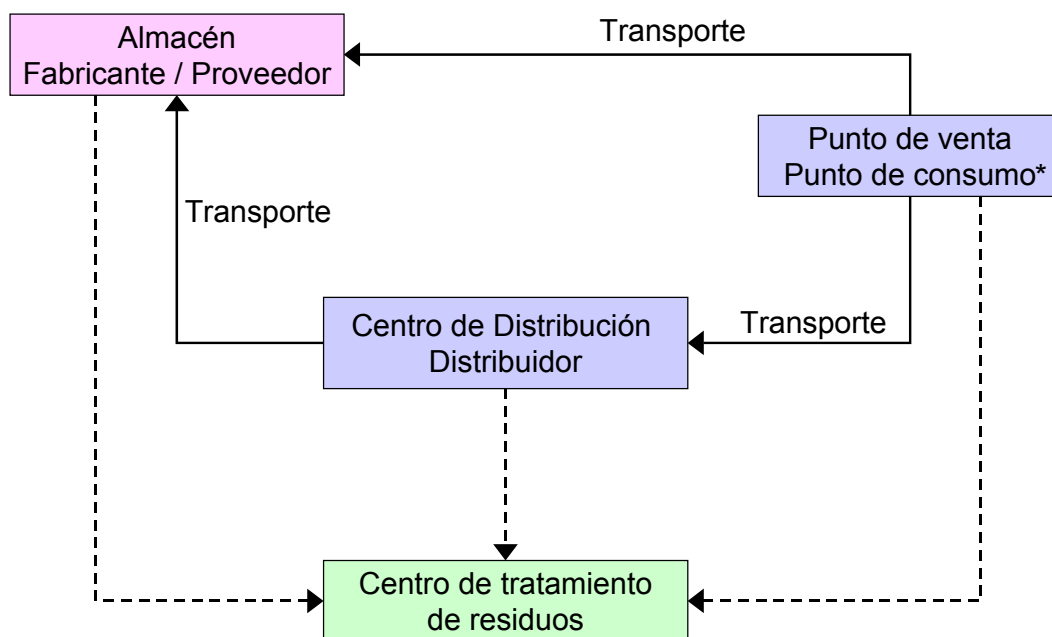 Transporte
Almacén
Fabricante / Proveedor
Punto de venta
Punto de consumo*
Transporte
Centro de Distribución
Distribuidor
Transporte
Centro de tratamiento
de residuos